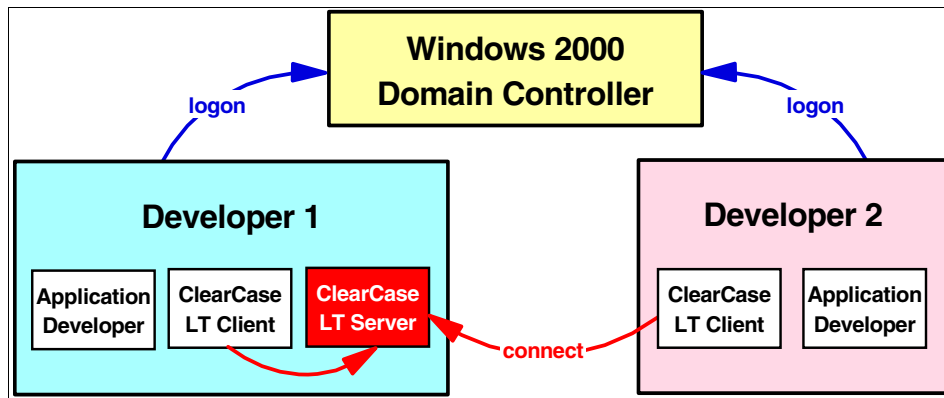 Windows 2000
Domain Controller
logon
logon
Developer 1
Developer 2
Application
Developer
ClearCase
LT Client
ClearCase
LT Server
ClearCase
LT Client
Application
Developer
connect